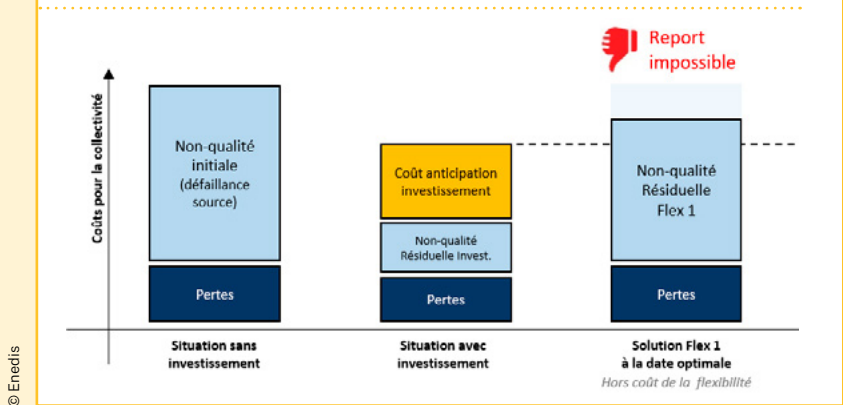 Report
impossible
Coûts pour la collectivité
Non-qualité
initiale
(défaillance
source)
Pertes
Coût anticipation
investissement
Non-qualité
Résiduelle Invest.
Pertes
Non-qualité
Résiduelle
Flex 1
Pertes
Situation sans
investissement
Situation avec
investissement
Solution Flex 1
à la date optimale
Hors coût de la flexibilité
© Enedis